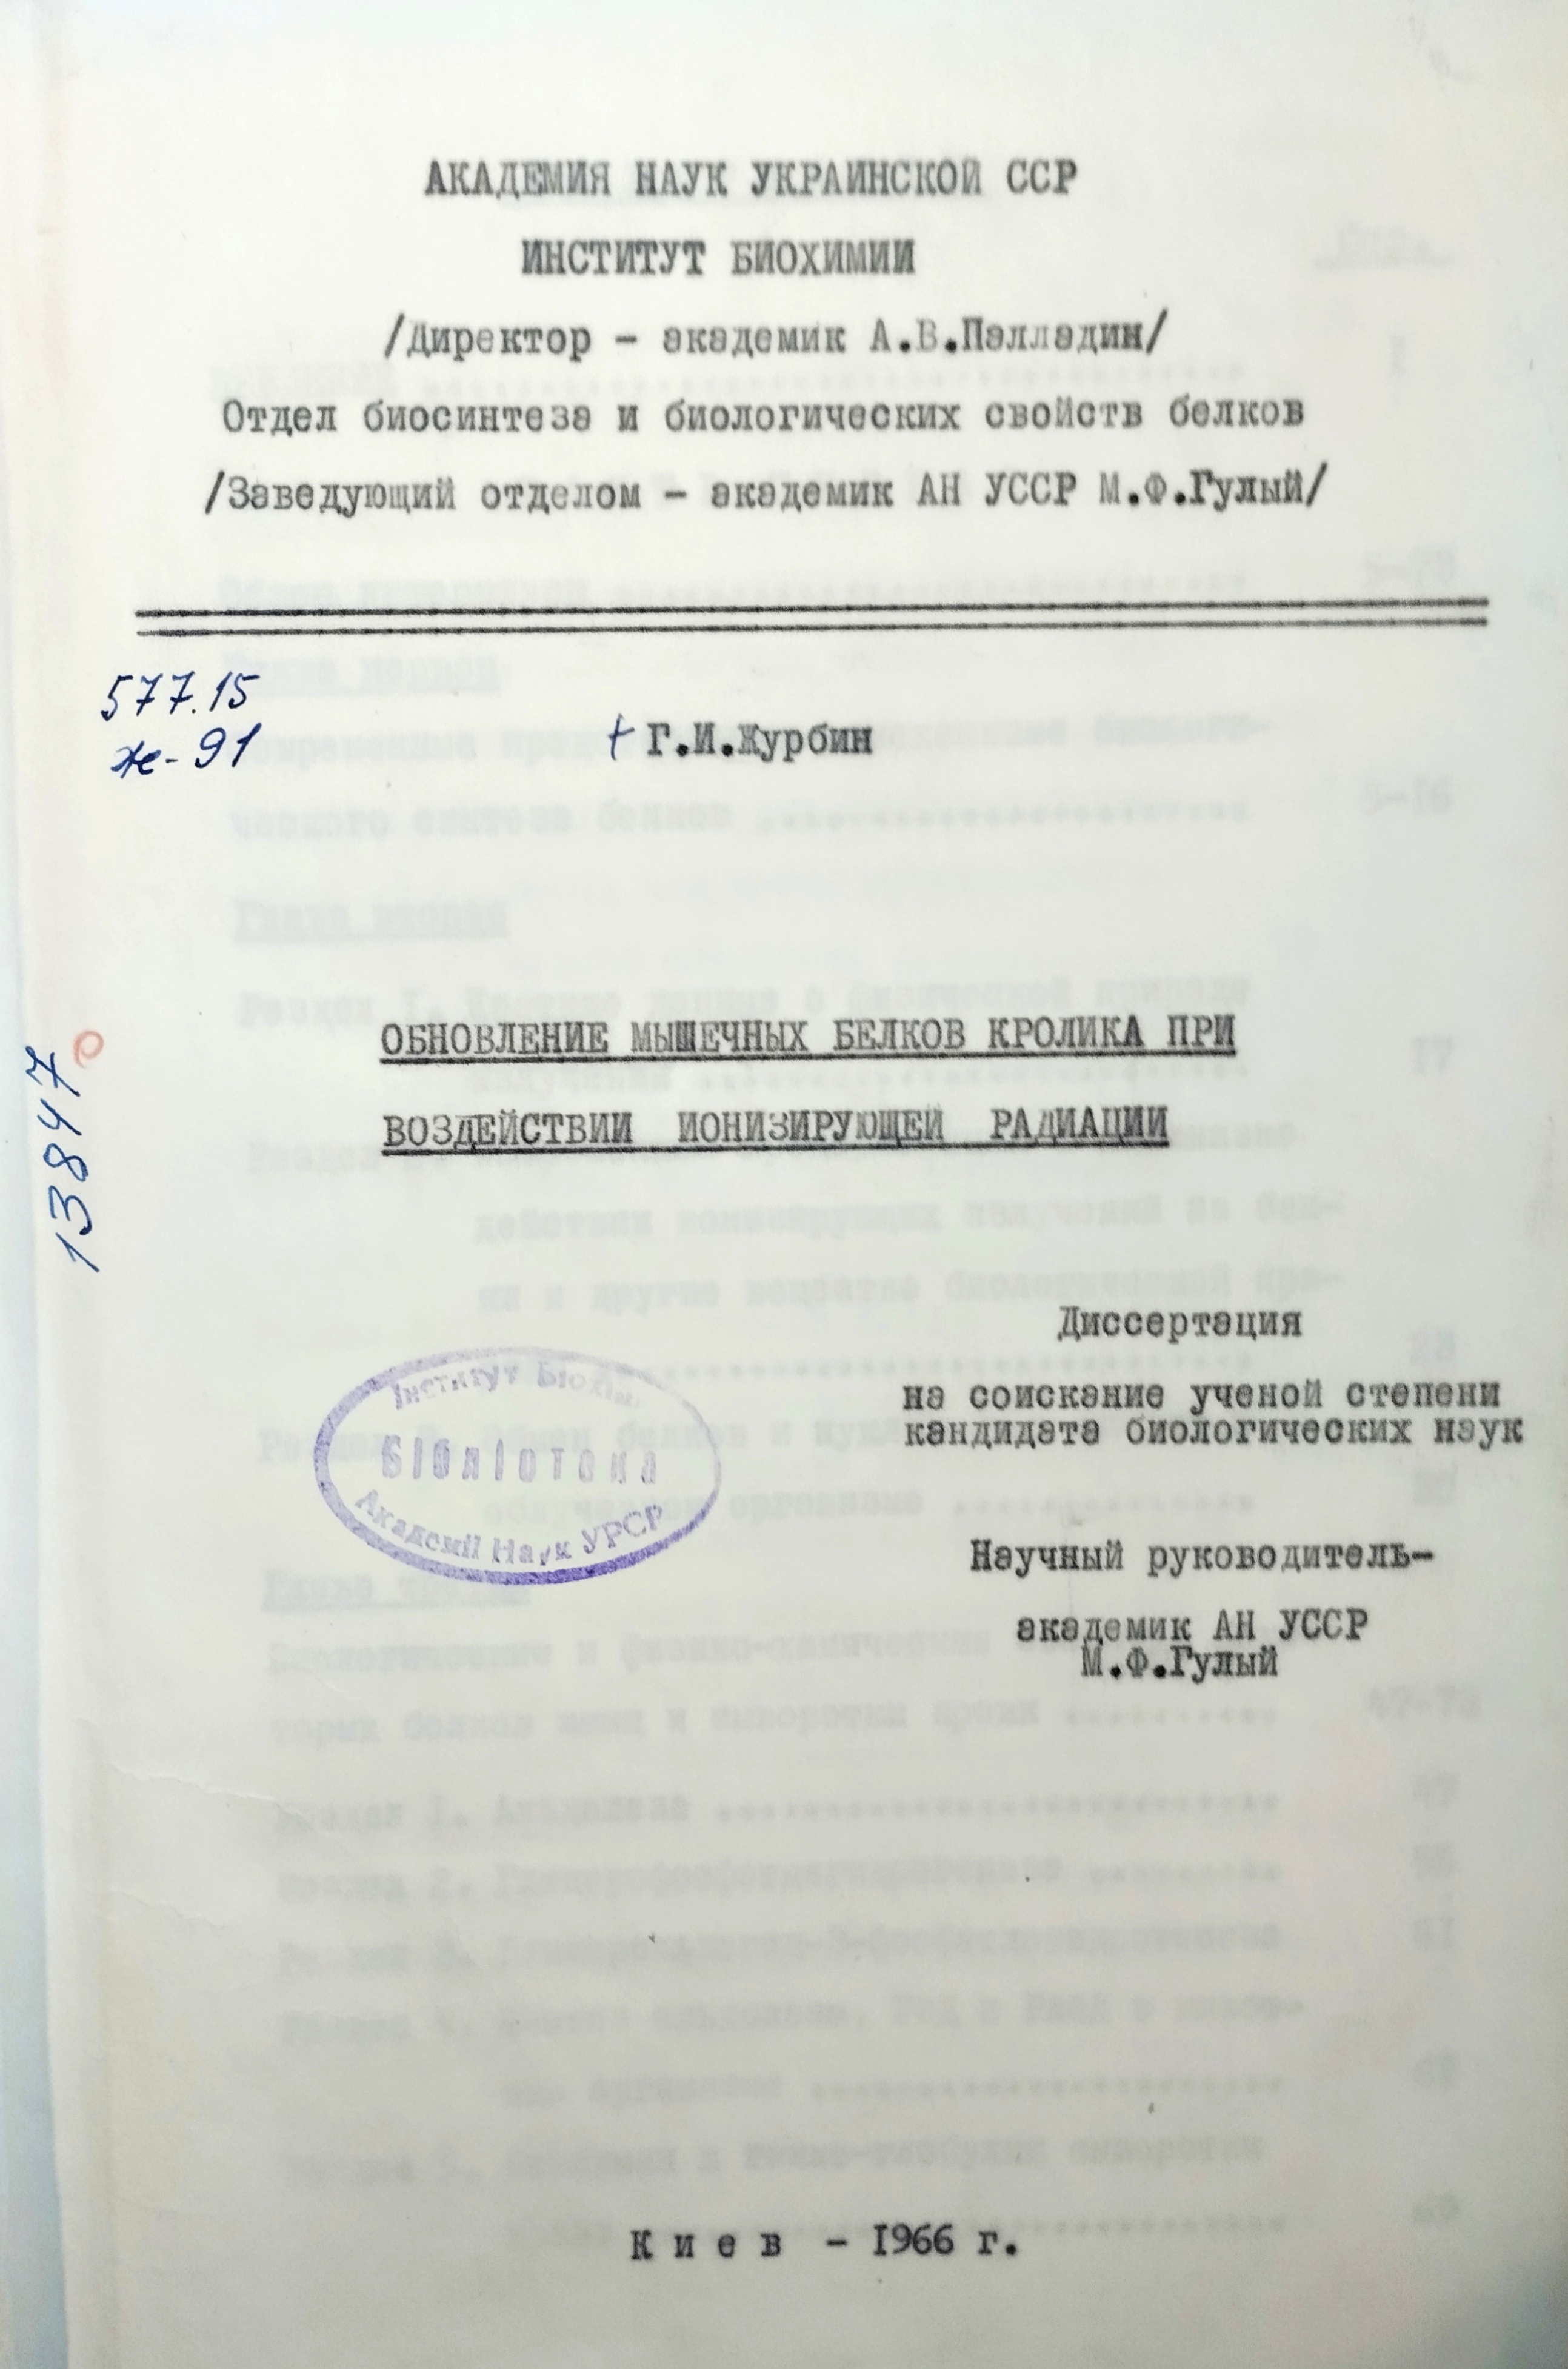 АКАДЕМИЯ НАУК УКРАИНСКОЙ ССР
ИНСТИТУТ БИОХИМИИ
/Директор - академик А.В.Палладин/
Отдел биосинтеза и биологических свойств белков
/Заведующий отделом - академик АН УССР М.Ф.Гулый/
577.15
Ж-91
Г.И.Журбин
13847
ОБНОВЛЕНИЕ МЫШЕЧНЫХ БЕЛКОВ КРОЛИКА ПРИ
ВОЗДЕЙСТВИИ ИОНИЗИРУЮЩЕЙ РАДИАЦИИ
Диссертация
на соискание ученой степени
кандидата биологических наук
Інститут Біохім.
Бібліотека
Академії Наук УРСР
Научный руководитель-
академик АН УССР
М.Ф.Гулый
Киев - 1966 г.